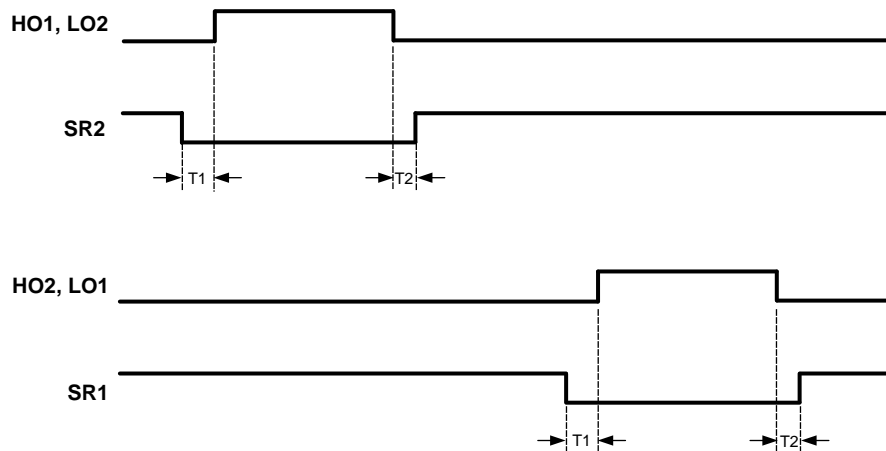 HO1, LO2
SR2
T1 T2
HO2, LO1
SR1
T1 T2